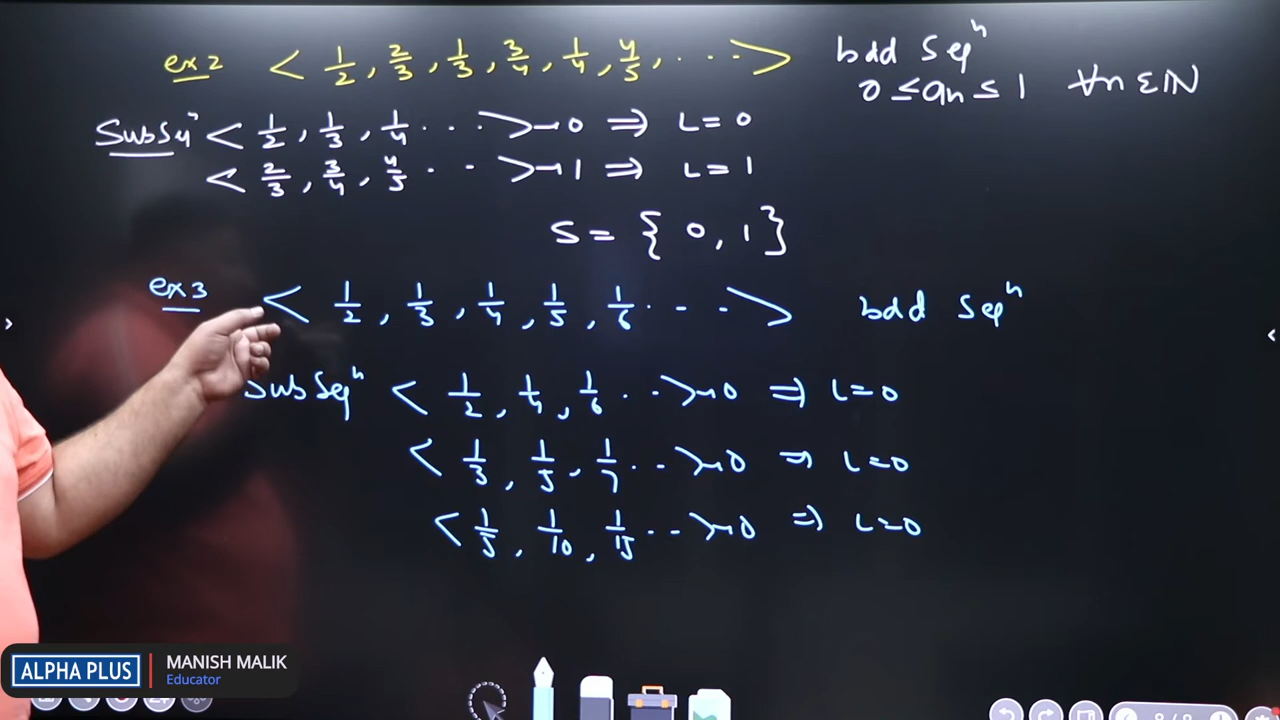 ex2 < 1/2, 2/3, 1/3, 3/4, 1/4, 4/5, ... > bdd Seqⁿ
0 ≤ an ≤ 1 ∀n ∈ IN
SubSqⁿ < 1/2, 1/3, 1/4 ... > → 0 ⇒ L = 0
< 2/3, 3/4, 4/5 ... > → 1 ⇒ L = 1
S = { 0, 1 }
ex3 < 1/2, 1/3, 1/4, 1/5, 1/6 ... > bdd Seqⁿ
SubSeqⁿ < 1/2, 1/4, 1/6 ... > → 0 ⇒ L = 0
< 1/3, 1/5, 1/7 ... > → 0 ⇒ L = 0
< 1/5, 1/10, 1/15 ... > → 0 ⇒ L = 0
ALPHA PLUS
MANISH MALIK
Educator